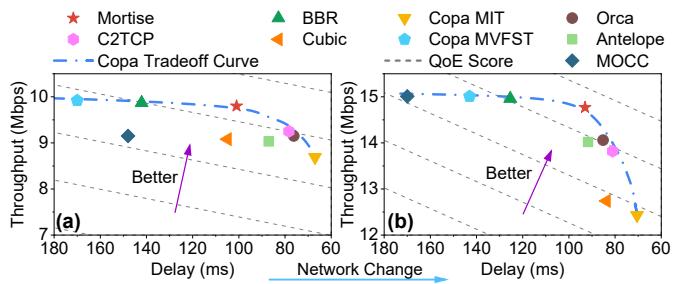 Mortise BBR Copa MIT Orca
C2TCP Cubic Copa MVFST Antelope
Copa Tradeoff Curve QoE Score MOCC
Throughput (Mbps)
10
9
8
7
Better
(a)
180 160 140 120 100 80 60
Delay (ms)
Throughput (Mbps)
15
14
13
12
Better
(b)
180 160 140 120 100 80 60
Delay (ms)
Network Change